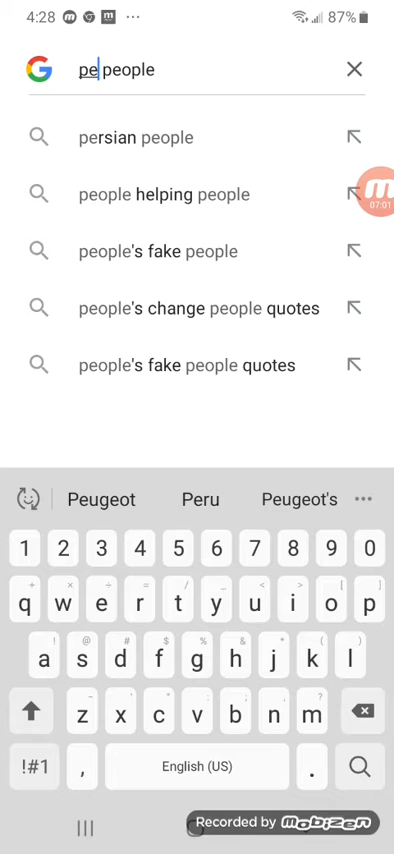 4:28 87%
pe people
persian people
people helping people
07:01
people's fake people
people's change people quotes
people's fake people quotes
Peugeot Peru Peugeot's
1 2 3 4 5 6 7 8 9 0
+ × ÷ = / _ < > [ ]
q w e r t y u i o p
! @ # $ % ^ & * ( )
a s d f g h j k l
- ' " : ; , ?
z x c v b n m
!#1 , English (US) .
Recorded by mobizen